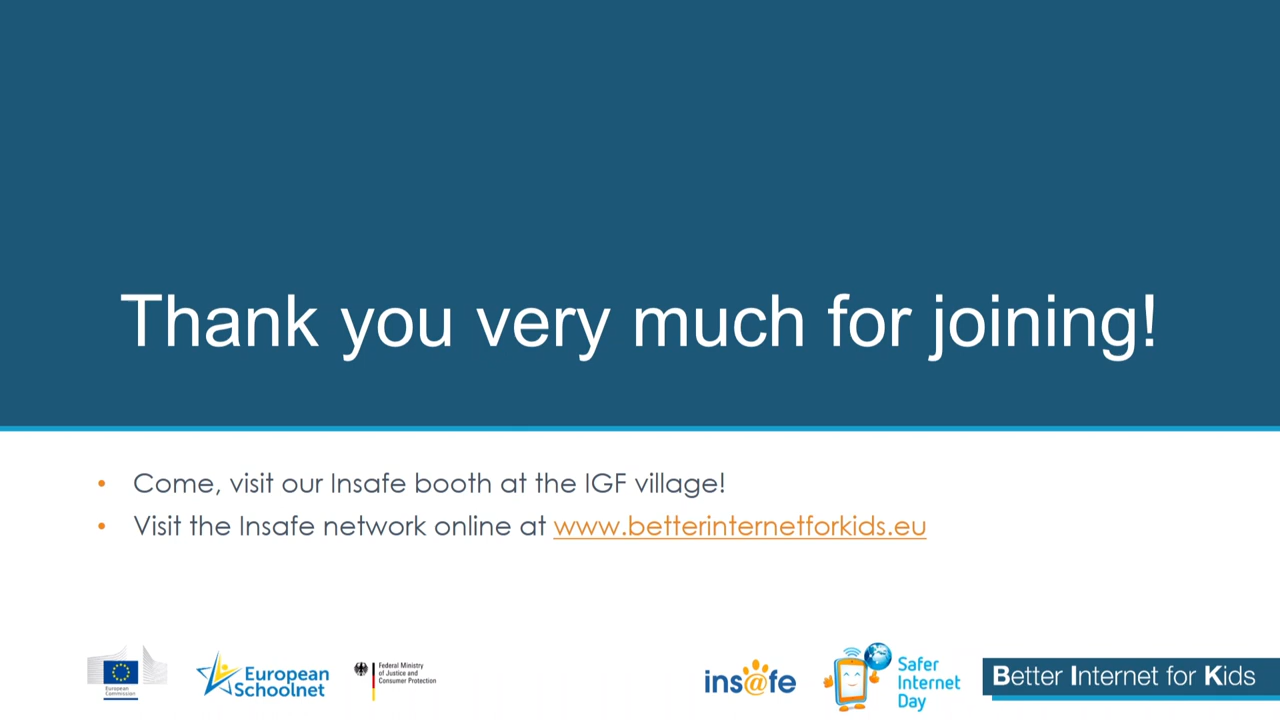 Thank you very much for joining!
• Come, visit our Insafe booth at the IGF village!
• Visit the Insafe network online at www.betterinternetforkids.eu
European
Commission
European
Schoolnet
Federal Ministry
of Justice and
Consumer Protection
ins@fe
Safer
Internet
Day
Better Internet for Kids